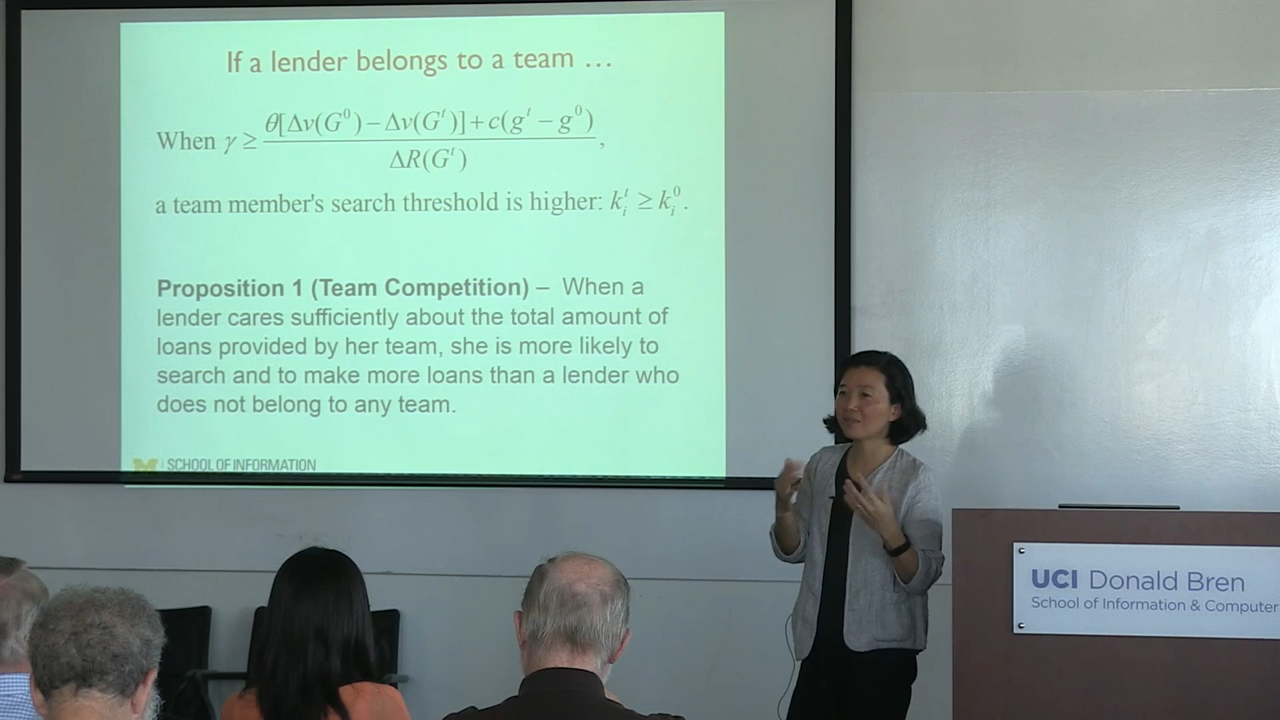 If a lender belongs to a team …
When γ ≥ θ[Δν(G⁰) − Δν(Gᵗ)] + c(gᵗ − g⁰) / ΔR(Gᵗ),
a team member's search threshold is higher: kᵢᵗ ≥ kᵢ⁰.
Proposition 1 (Team Competition) – When a
lender cares sufficiently about the total amount of
loans provided by her team, she is more likely to
search and to make more loans than a lender who
does not belong to any team.
M SCHOOL OF INFORMATION
UCI Donald Bren
School of Information & Computer